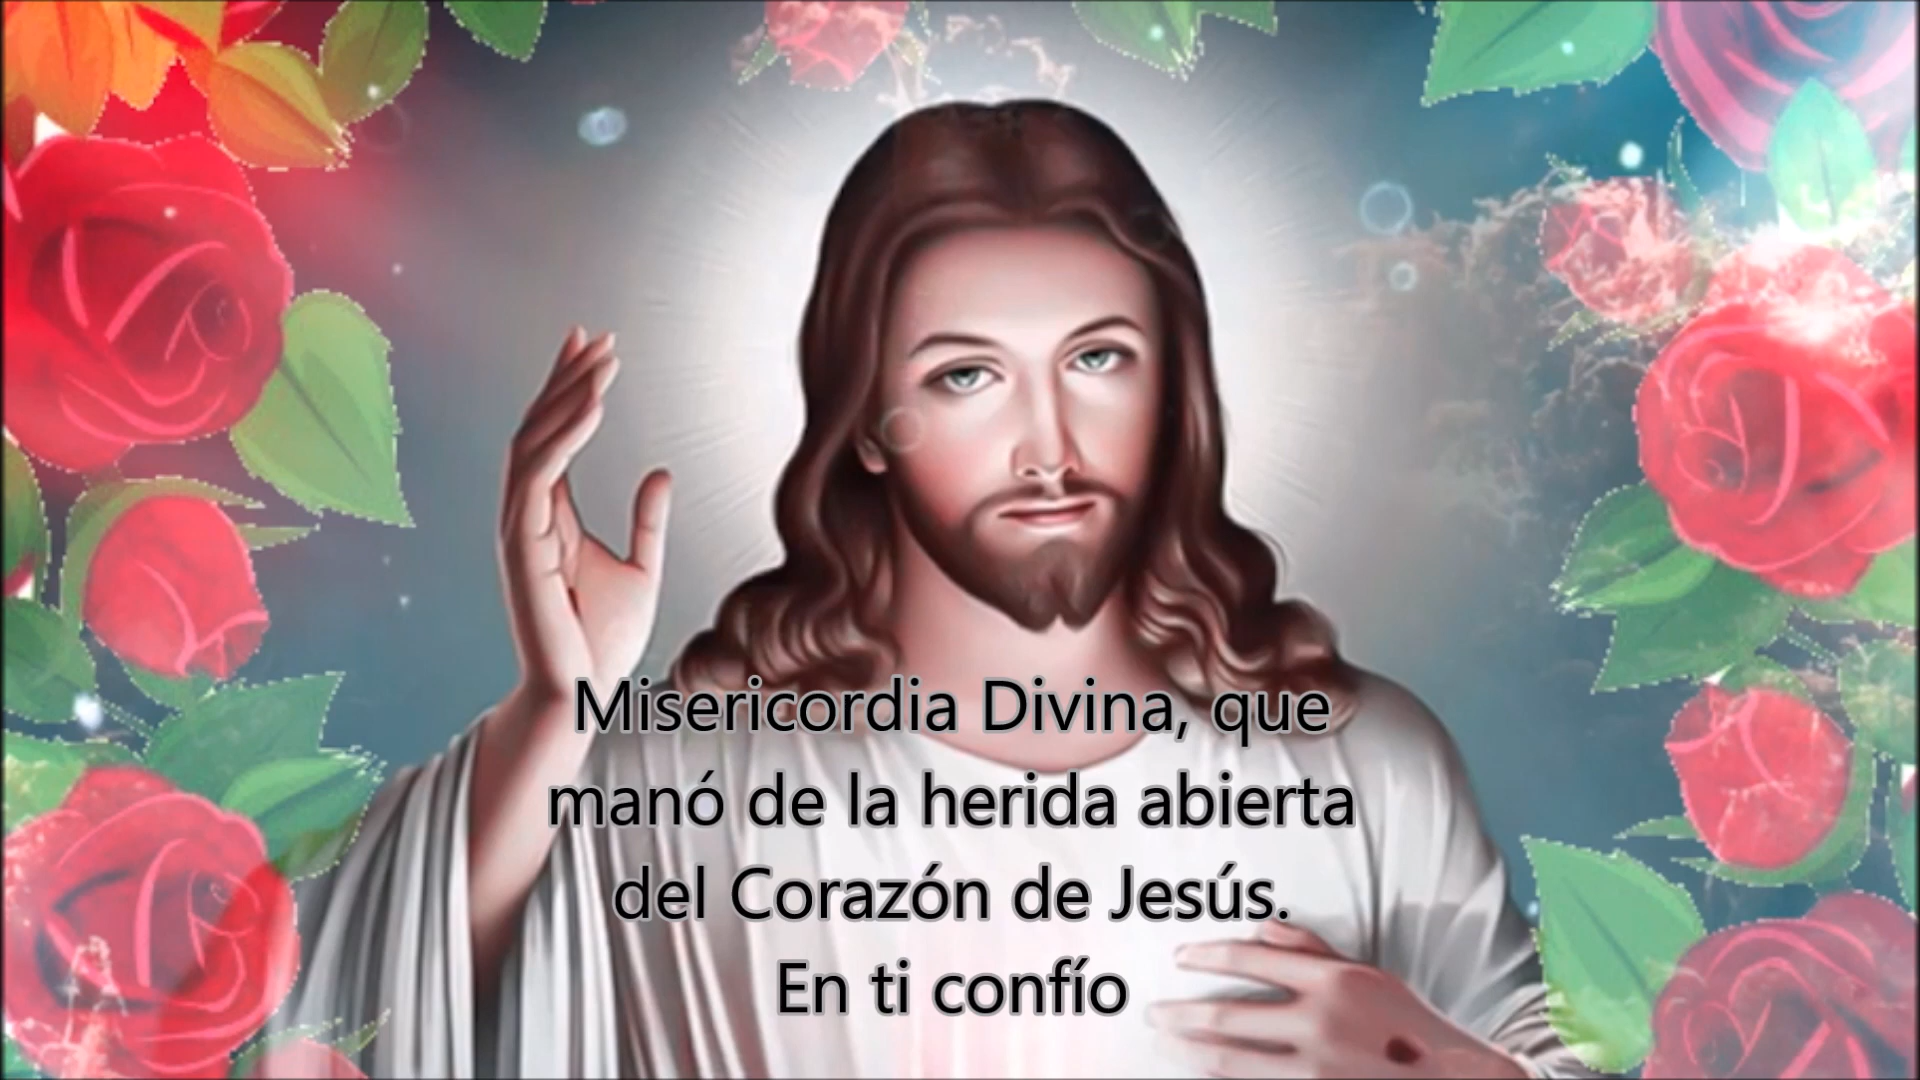 Misericordia Divina, que
manó de la herida abierta
del Corazón de Jesús.
En ti confío